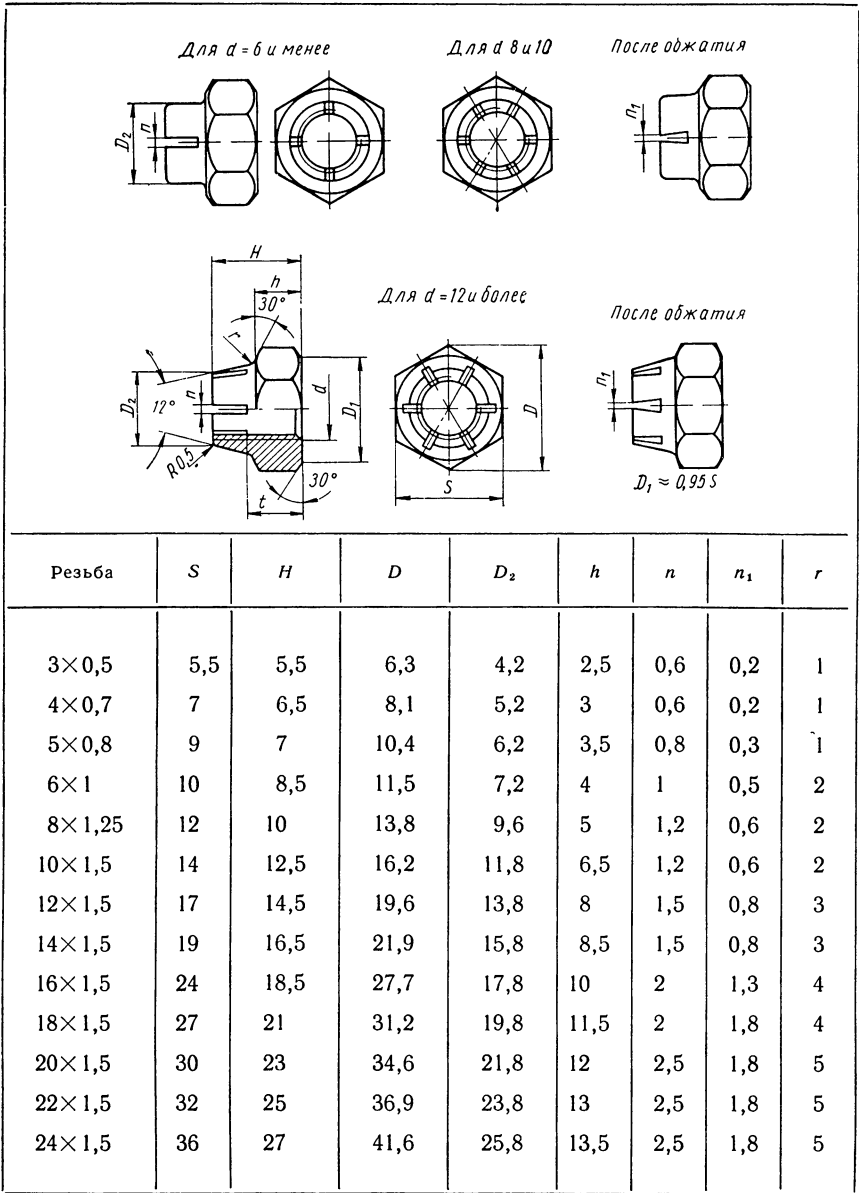 Для d = 6 и менее
Для d 8 и 10
После обжатия
D₂
n
n₁
H
h
30°
r
Для d = 12 и более
После обжатия
D₂
12°
n
d
D₁
D
n₁
R0,5
30°
t
S
D₁ ≈ 0,95 S
Резьба S H D D₂ h n n₁ r
3×0,5 5,5 5,5 6,3 4,2 2,5 0,6 0,2 1
4×0,7 7 6,5 8,1 5,2 3 0,6 0,2 1
5×0,8 9 7 10,4 6,2 3,5 0,8 0,3 1
6×1 10 8,5 11,5 7,2 4 1 0,5 2
8×1,25 12 10 13,8 9,6 5 1,2 0,6 2
10×1,5 14 12,5 16,2 11,8 6,5 1,2 0,6 2
12×1,5 17 14,5 19,6 13,8 8 1,5 0,8 3
14×1,5 19 16,5 21,9 15,8 8,5 1,5 0,8 3
16×1,5 24 18,5 27,7 17,8 10 2 1,3 4
18×1,5 27 21 31,2 19,8 11,5 2 1,8 4
20×1,5 30 23 34,6 21,8 12 2,5 1,8 5
22×1,5 32 25 36,9 23,8 13 2,5 1,8 5
24×1,5 36 27 41,6 25,8 13,5 2,5 1,8 5